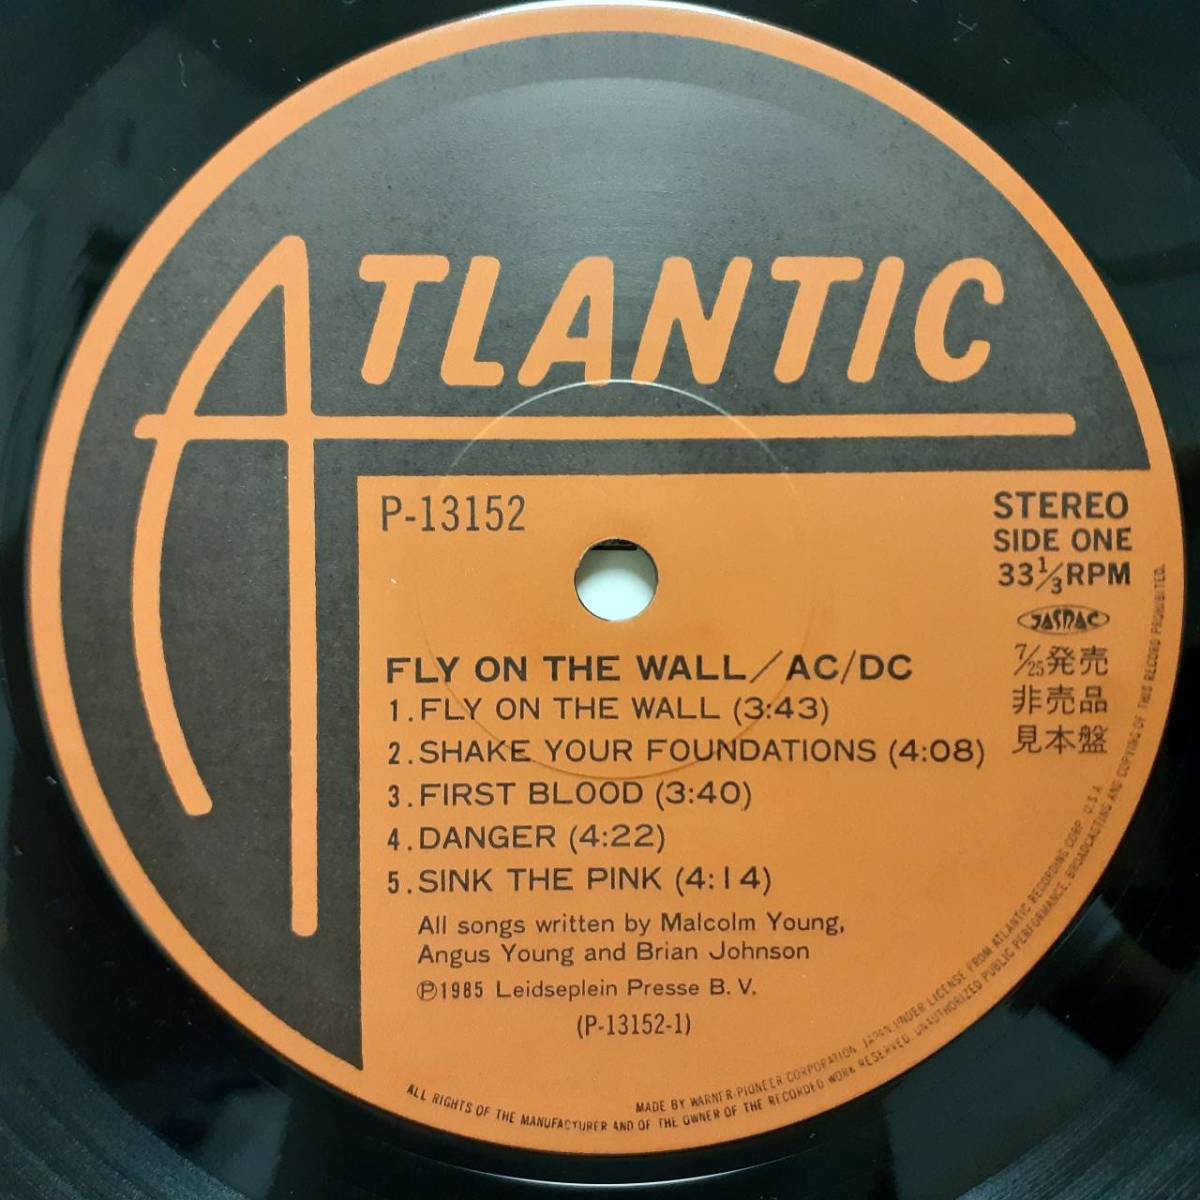 ATLANTIC
P-13152
STEREO
SIDE ONE
33 1/3 RPM
JASRAC
7/25発売
非売品
見本盤
FLY ON THE WALL/AC/DC
1.FLY ON THE WALL (3:43)
2.SHAKE YOUR FOUNDATIONS (4:08)
3.FIRST BLOOD (3:40)
4.DANGER (4:22)
5.SINK THE PINK (4:14)
All songs written by Malcolm Young,
Angus Young and Brian Johnson
Ⓟ1985 Leidseplein Presse B. V.
(P-13152-1)
MADE BY WARNER-PIONEER CORPORATION, JAPAN.UNDER LICENSE FROM ATLANTIC RECORDING CORP. U.S.A
ALL RIGHTS OF THE MANUFACTURER AND OF THE OWNER OF THE RECORDED WORK RESERVED. UNAUTHORIZED PUBLIC PERFORMANCE, BROADCASTING AND COPYING OF THIS RECORD PROHIBITED.